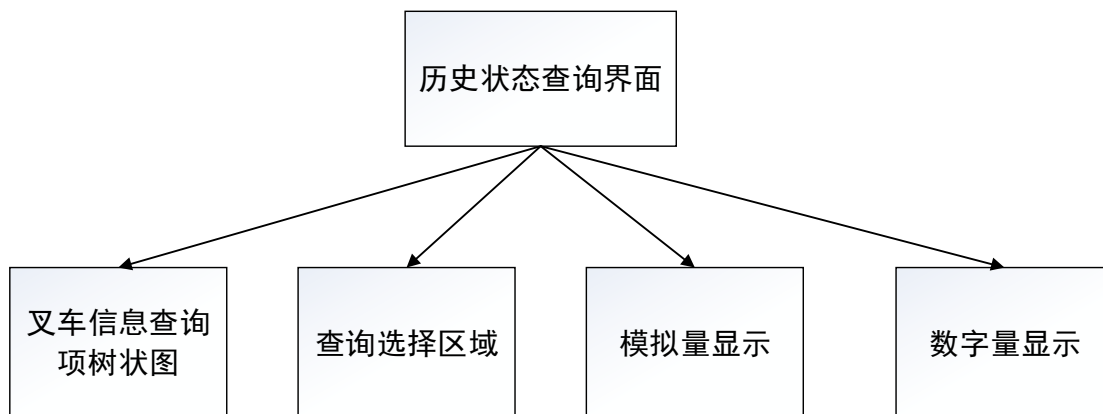 历史状态查询界面
叉车信息查询
项树状图
查询选择区域
模拟量显示
数字量显示